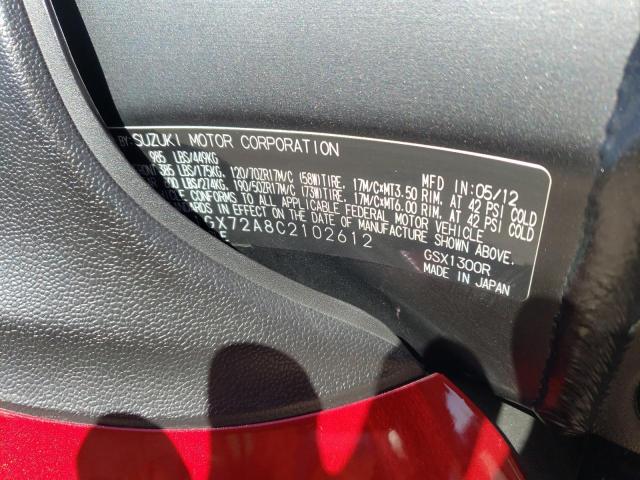 BY: SUZUKI MOTOR CORPORATION
985 LBS/449KG MFD IN: 05/12
385 LBS/175KG, 120/70ZR17M/C (58W)TIRE, 17M/C×MT3.50 RIM, AT 42 PSI COLD
LBS/274KG, 190/50ZR17M/C (73W)TIRE, 17M/C×MT6.00 RIM, AT 42 PSI COLD
CONFORMS TO ALL APPLICABLE FEDERAL MOTOR VEHICLE
IN EFFECT ON THE DATE OF MANUFACTURE SHOWN ABOVE.
GX72A8C2102612 GSX1300R
MADE IN JAPAN